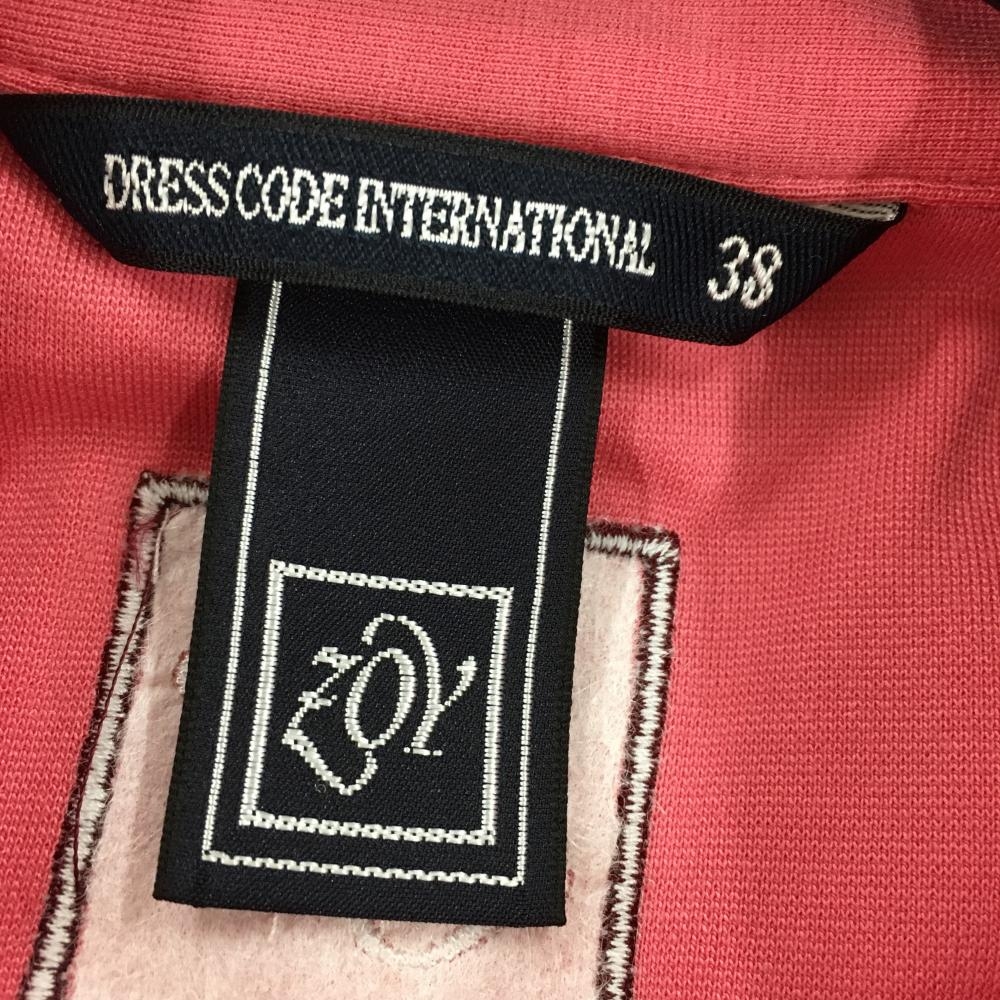 DRESS CODE INTERNATIONAL 38
ZOY